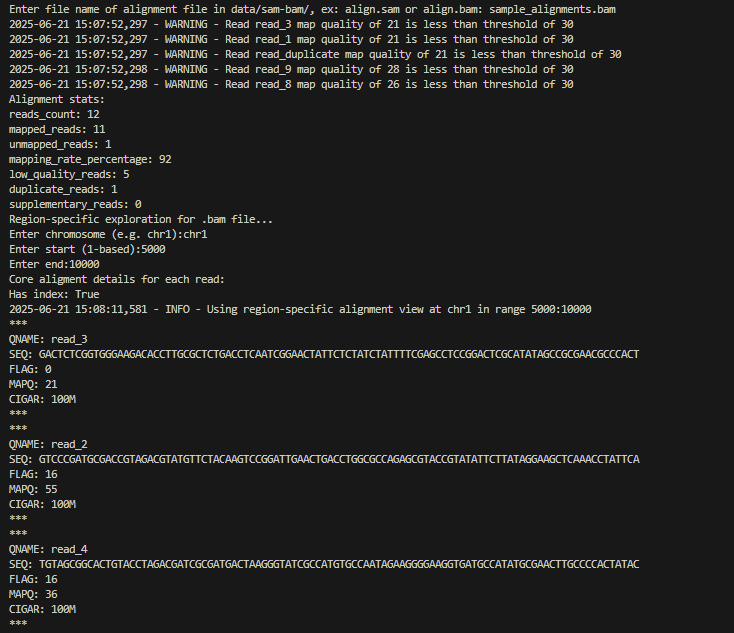 Enter file name of alignment file in data/sam-bam/, ex: align.sam or align.bam: sample_alignments.bam
2025-06-21 15:07:52,297 - WARNING - Read read_3 map quality of 21 is less than threshold of 30
2025-06-21 15:07:52,297 - WARNING - Read read_1 map quality of 21 is less than threshold of 30
2025-06-21 15:07:52,297 - WARNING - Read read_duplicate map quality of 21 is less than threshold of 30
2025-06-21 15:07:52,298 - WARNING - Read read_9 map quality of 28 is less than threshold of 30
2025-06-21 15:07:52,298 - WARNING - Read read_8 map quality of 26 is less than threshold of 30
Alignment stats:
reads_count: 12
mapped_reads: 11
unmapped_reads: 1
mapping_rate_percentage: 92
low_quality_reads: 5
duplicate_reads: 1
supplementary_reads: 0
Region-specific exploration for .bam file...
Enter chromosome (e.g. chr1):chr1
Enter start (1-based):5000
Enter end:10000
Core aligment details for each read:
Has index: True
2025-06-21 15:08:11,581 - INFO - Using region-specific alignment view at chr1 in range 5000:10000
***
QNAME: read_3
SEQ: GACTCTCGGTGGGAAGACACCTTGCGCTCTGACCTCAATCGGAACTATTCTCTATCTATTTTCGAGCCTCCGGACTCGCATATAGCCGCGAACGCCCACT
FLAG: 0
MAPQ: 21
CIGAR: 100M
***
***
QNAME: read_2
SEQ: GTCCCGATGCGACCGTAGACGTATGTTCTACAAGTCCGGATTGAACTGACCTGGCGCCAGAGCGTACCGTATATTCTTATAGGAAGCTCAAACCTATTCA
FLAG: 16
MAPQ: 55
CIGAR: 100M
***
***
QNAME: read_4
SEQ: TGTAGCGGCACTGTACCTAGACGATCGCGATGACTAAGGGTATCGCCATGTGCCAATAGAAGGGGAAGGTGATGCCATATGCGAACTTGCCCCACTATAC
FLAG: 16
MAPQ: 36
CIGAR: 100M
***